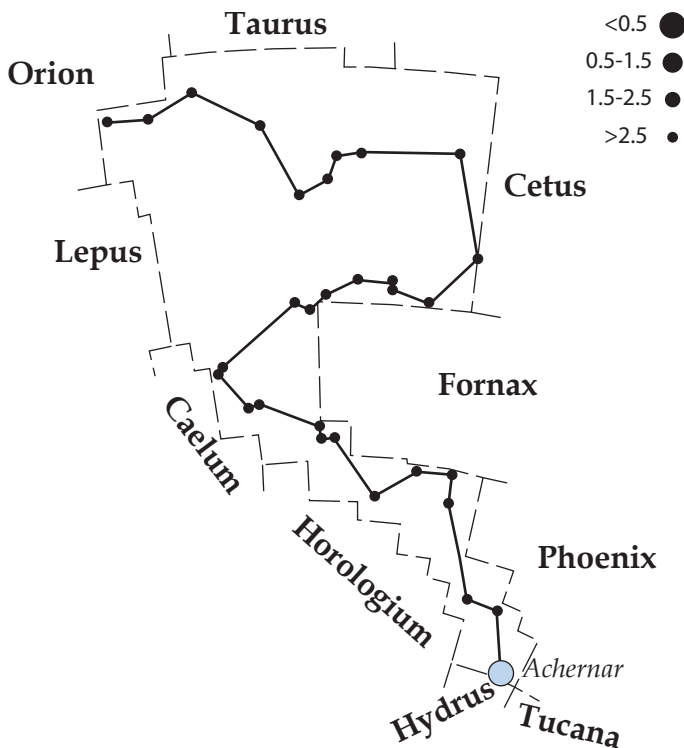 Taurus
<0.5
0.5-1.5
1.5-2.5
>2.5
Orion
Cetus
Lepus
Fornax
Caelum
Horologium
Phoenix
Achernar
Hydrus
Tucana